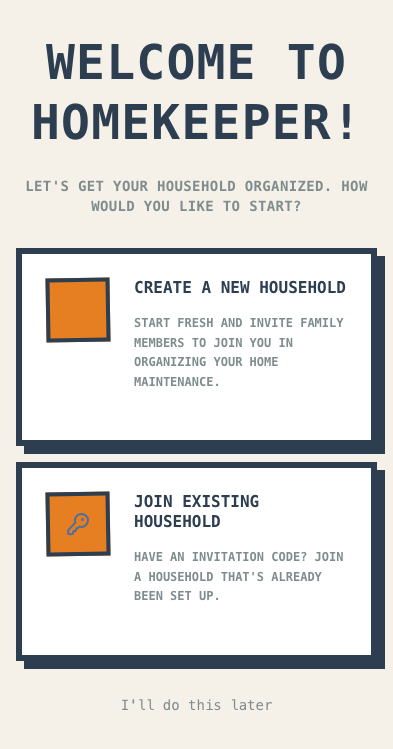 WELCOME TO
HOMEKEEPER!
LET'S GET YOUR HOUSEHOLD ORGANIZED. HOW
WOULD YOU LIKE TO START?
CREATE A NEW HOUSEHOLD
START FRESH AND INVITE FAMILY
MEMBERS TO JOIN YOU IN
ORGANIZING YOUR HOME
MAINTENANCE.
JOIN EXISTING
HOUSEHOLD
HAVE AN INVITATION CODE? JOIN
A HOUSEHOLD THAT'S ALREADY
BEEN SET UP.
I'll do this later